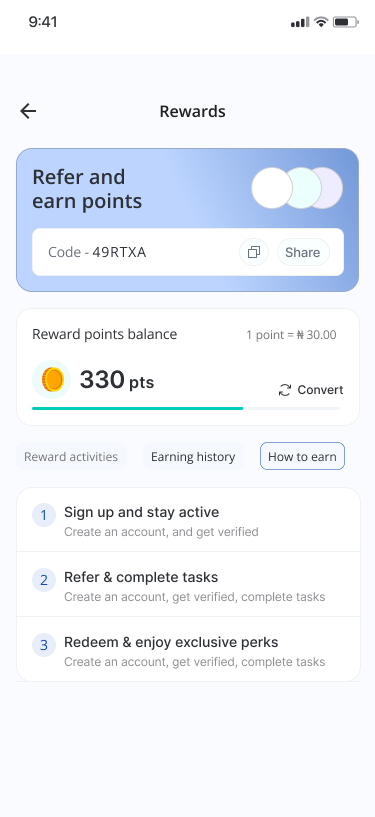 9:41
Rewards
Refer and
earn points
Code - 49RTXA
Share
Reward points balance
1 point = ₦ 30.00
330 pts
Convert
Reward activities
Earning history
How to earn
1
Sign up and stay active
Create an account, and get verified
2
Refer & complete tasks
Create an account, get verified, complete tasks
3
Redeem & enjoy exclusive perks
Create an account, get verified, complete tasks